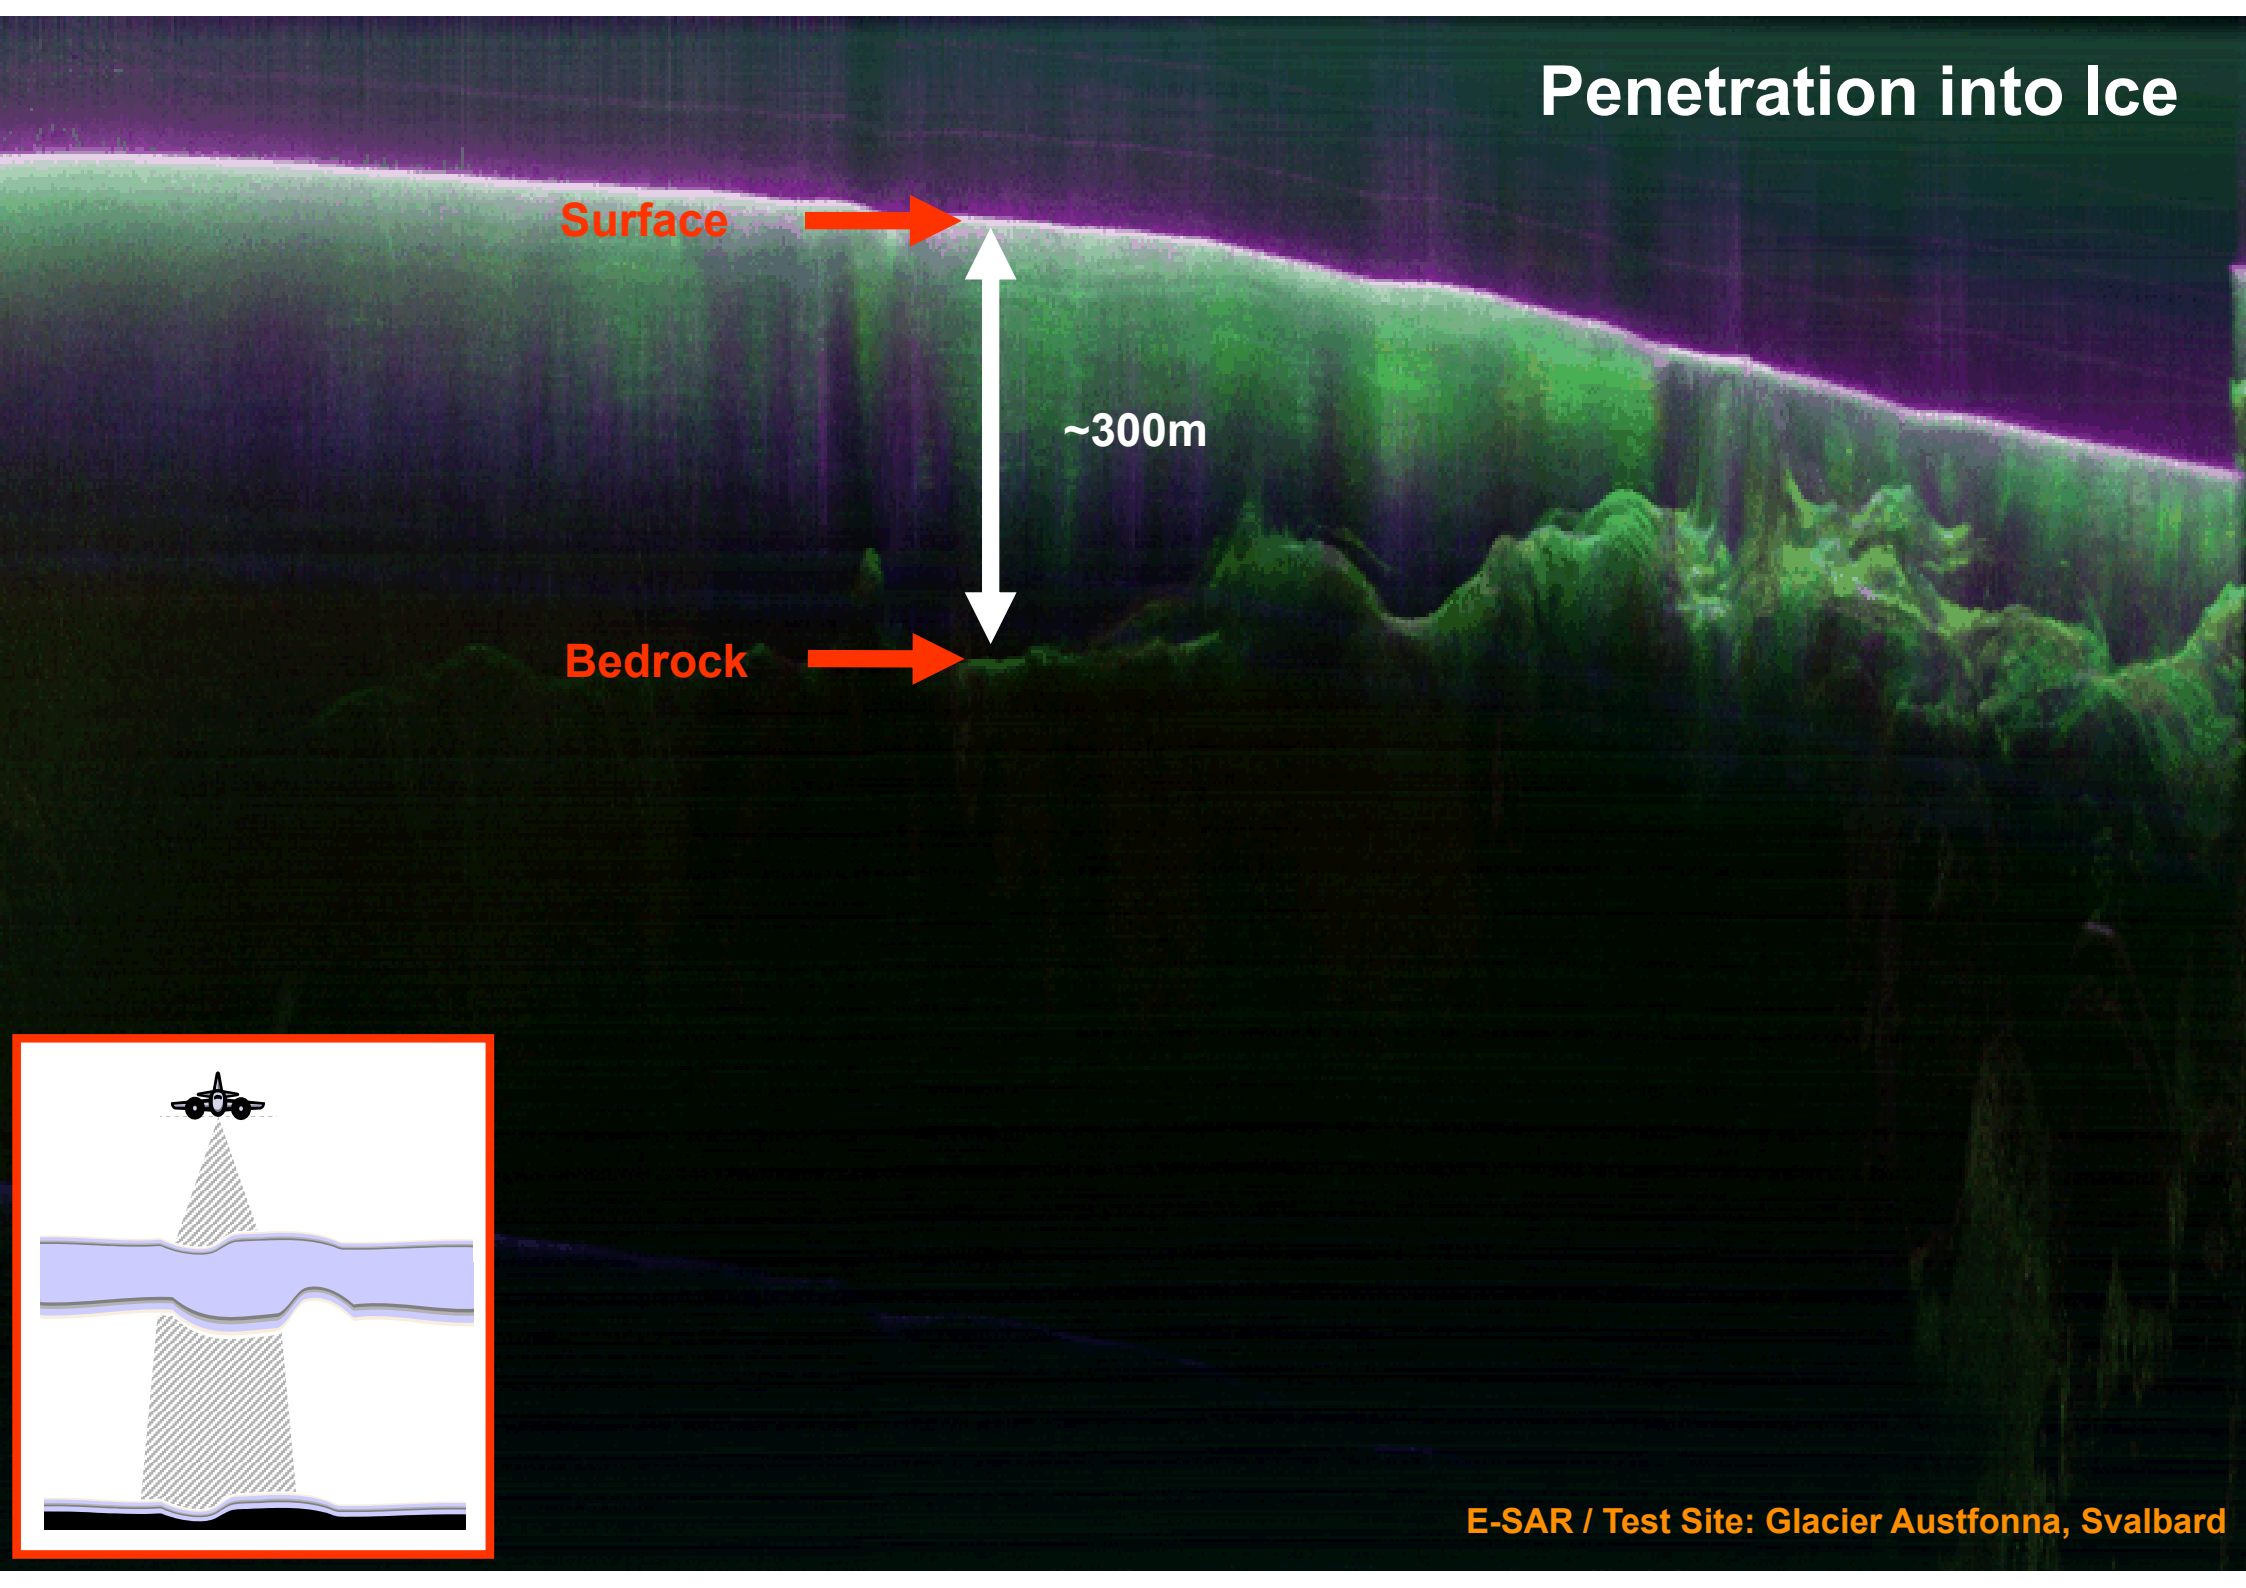 Penetration into Ice
Surface
~300m
Bedrock
E-SAR / Test Site: Glacier Austfonna, Svalbard